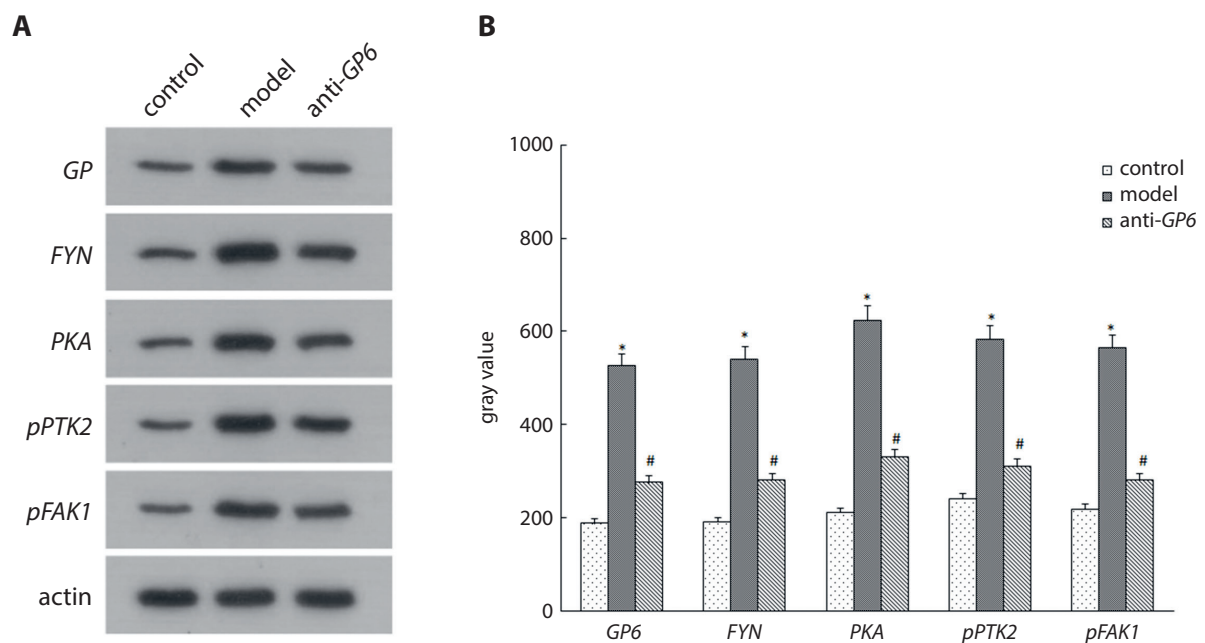 A
control
model
anti-GP6
GP
FYN
PKA
pPTK2
pFAK1
actin
B
gray value
1000
800
600
400
200
0
control
model
anti-GP6
*
#
*
#
*
#
*
#
*
#
GP6 FYN PKA pPTK2 pFAK1